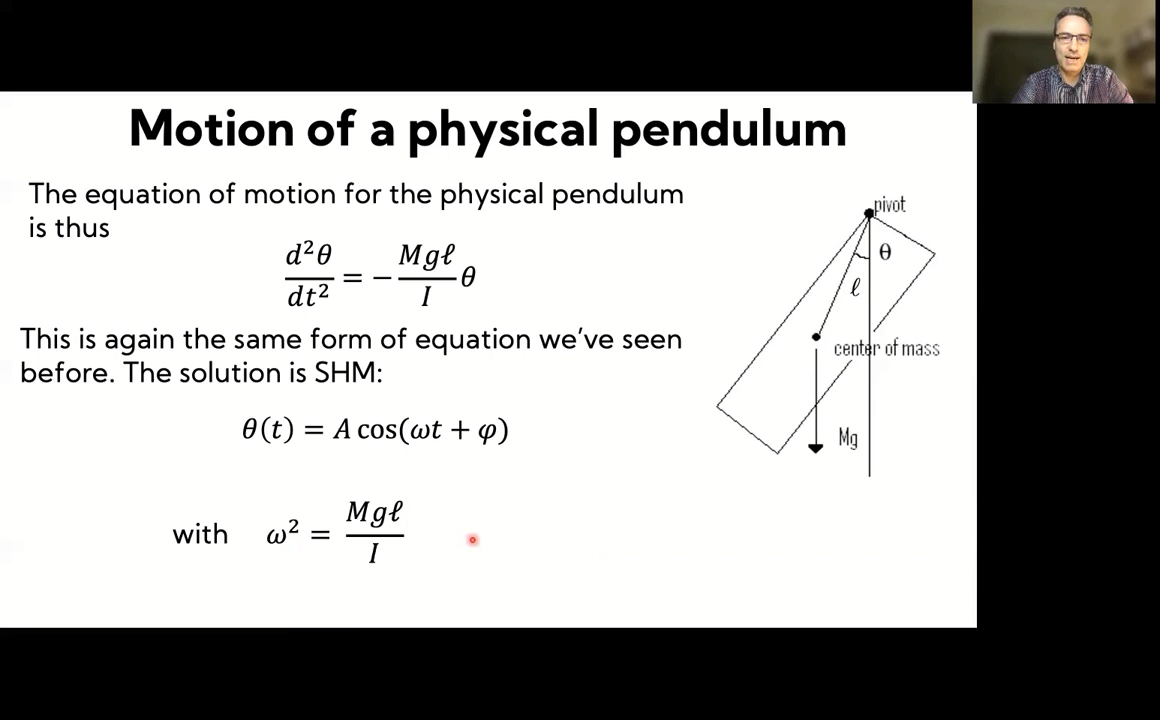 Motion of a physical pendulum
The equation of motion for the physical pendulum
is thus
d²θ/dt² = −Mgℓ/I θ
This is again the same form of equation we’ve seen
before. The solution is SHM:
θ(t) = A cos(ωt + φ)
with ω² = Mgℓ/I
pivot
θ
ℓ
center of mass
Mg